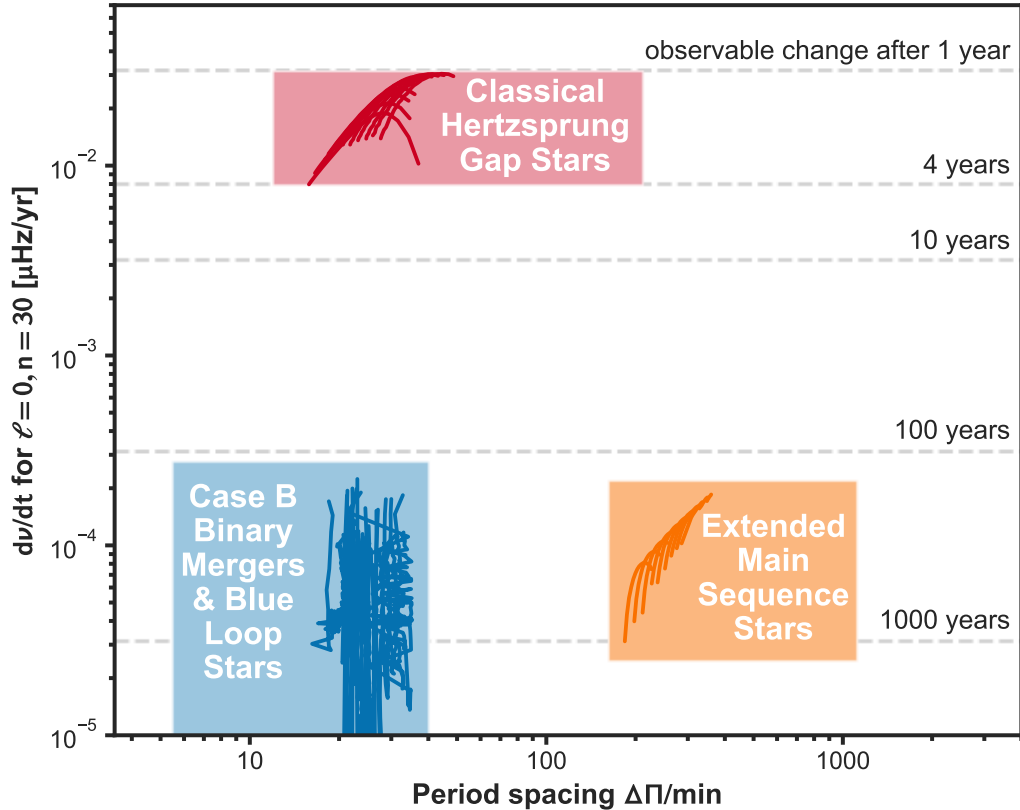 observable change after 1 year
Classical
Hertzsprung
Gap Stars
4 years
10 years
100 years
Case B
Binary
Mergers
& Blue
Loop
Stars
Extended
Main
Sequence
Stars
1000 years
dν/dt for ℓ = 0, n = 30 [μHz/yr]
10⁻²
10⁻³
10⁻⁴
10⁻⁵
10
100
1000
Period spacing ΔΠ/min